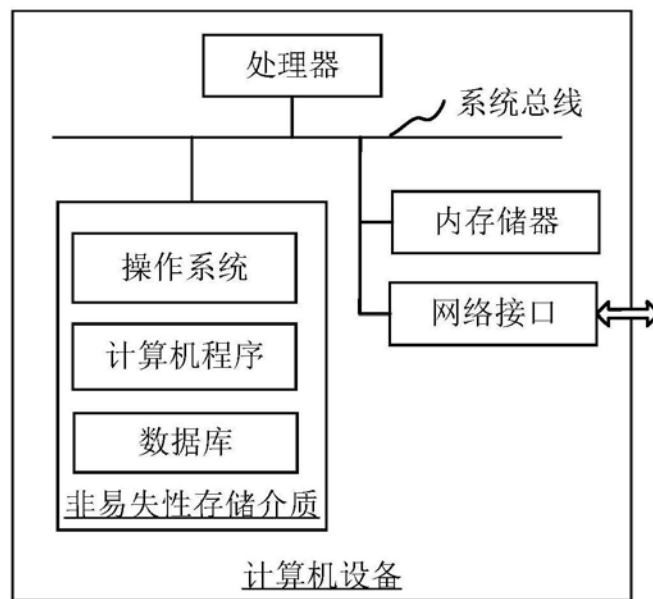 处理器
系统总线
内存储器
操作系统
网络接口
计算机程序
数据库
非易失性存储介质
计算机设备